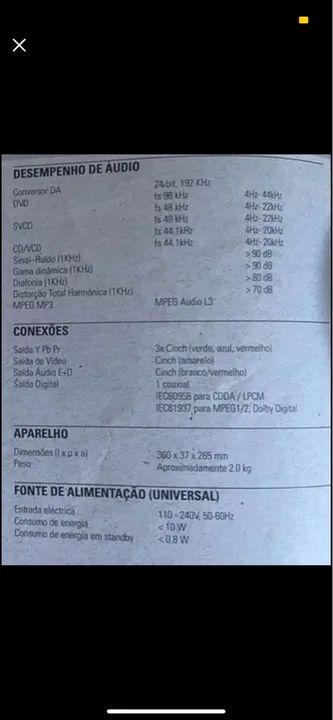 DESEMPENHO DE ÁUDIO
Conversor DA 24 bit, 192 KHz
DVD fs 96 kHz 4Hz- 44kHz
fs 48 kHz 4Hz- 22kHz
SVCD fs 48 kHz 4Hz- 22kHz
fs 44.1kHz 4Hz- 20kHz
CD/VCD fs 44.1kHz 4Hz- 20kHz
Sinal-Ruído (1KHz) > 90 dB
Gama dinâmica (1KHz) > 90 dB
Diafonia (1KHz) > 80 dB
Distorção Total Harmónica (1KHz) > 70 dB
MPEG MP3 MPEG Audio L3
CONEXÕES
Saída Y Pb Pr 3x Cinch (verde, azul, vermelho)
Saída de Vídeo Cinch (amarelo)
Saída Áudio E+D Cinch (branco/vermelho)
Saída Digital 1 coaxial
IEC60958 para CDDA / LPCM
IEC61937 para MPEG1/2, Dolby Digital
APARELHO
Dimensões (l x p x a) 360 x 37 x 265 mm
Peso Aproximadamente 2.0 kg
FONTE DE ALIMENTAÇÃO (UNIVERSAL)
Entrada eléctrica 110 - 240V, 50-60Hz
Consumo de energia < 10 W
Consumo de energia em standby < 0.8 W